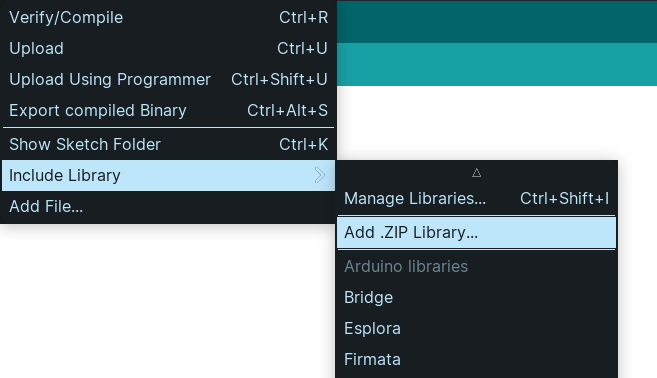 Verify/Compile Ctrl+R
Upload Ctrl+U
Upload Using Programmer Ctrl+Shift+U
Export compiled Binary Ctrl+Alt+S
Show Sketch Folder Ctrl+K
Include Library
Add File...
Manage Libraries... Ctrl+Shift+I
Add .ZIP Library...
Arduino libraries
Bridge
Esplora
Firmata